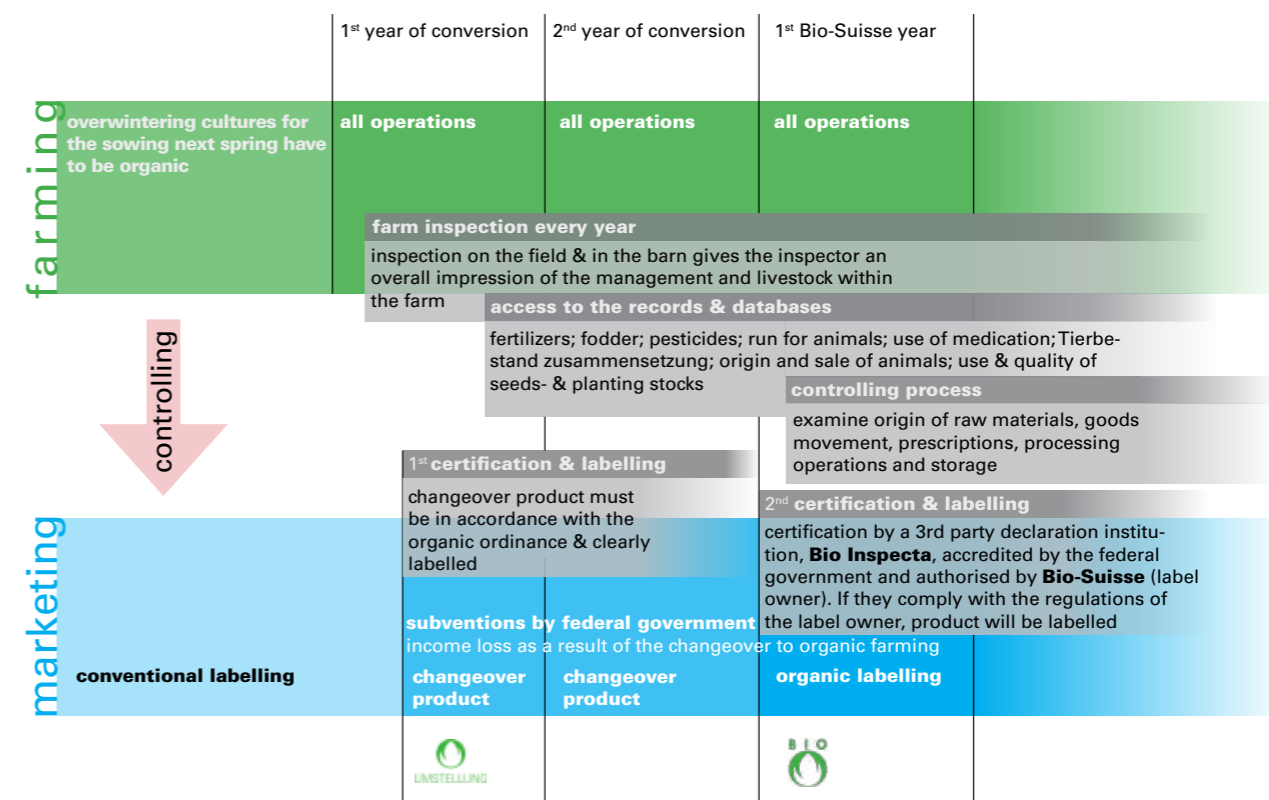 1st year of conversion
2nd year of conversion
1st Bio-Suisse year
farming
overwintering cultures for
the sowing next spring have
to be organic
all operations
all operations
all operations
farm inspection every year
inspection on the field & in the barn gives the inspector an
overall impression of the management and livestock within
the farm
access to the records & databases
fertilizers; fodder; pesticides; run for animals; use of medication; Tierbe-
stand zusammensetzung; origin and sale of animals; use & quality of
seeds- & planting stocks
controlling
controlling process
examine origin of raw materials, goods
movement, prescriptions, processing
operations and storage
1st certification & labelling
changeover product must
be in accordance with the
organic ordinance & clearly
labelled
2nd certification & labelling
certification by a 3rd party declaration institu-
tion, Bio Inspecta, accredited by the federal
government and authorised by Bio-Suisse (label
owner). If they comply with the regulations of
the label owner, product will be labelled
marketing
subventions by federal government
income loss as a result of the changeover to organic farming
conventional labelling
changeover
product
changeover
product
organic labelling
UMSTELLLUNG
BIO